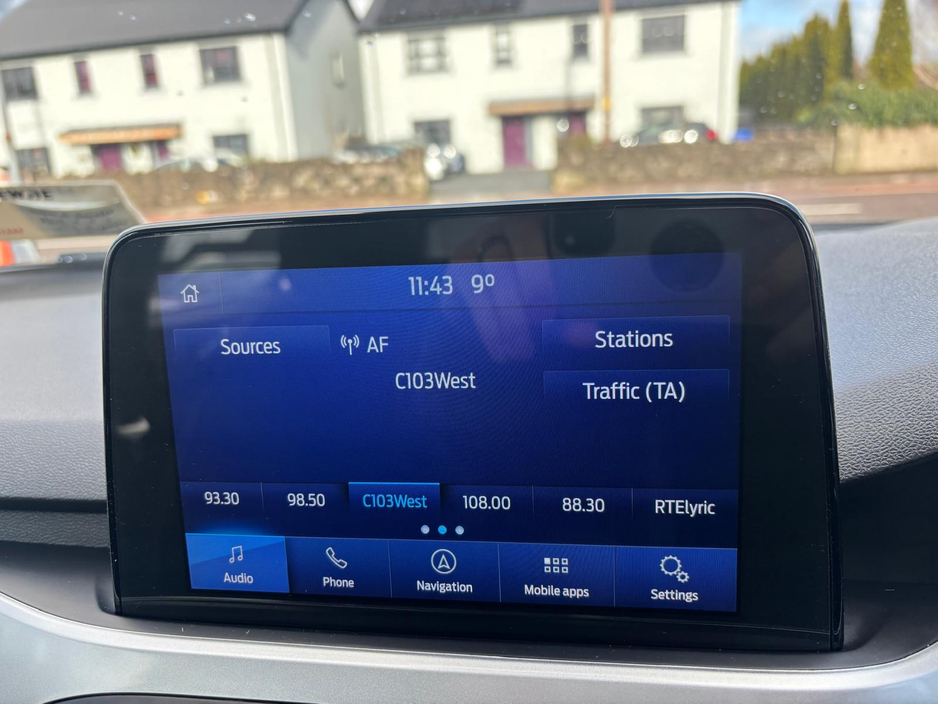 11:43 9º
Sources
AF
Stations
C103West
Traffic (TA)
93.30 98.50 C103West 108.00 88.30 RTElyric
Audio Phone Navigation Mobile apps Settings